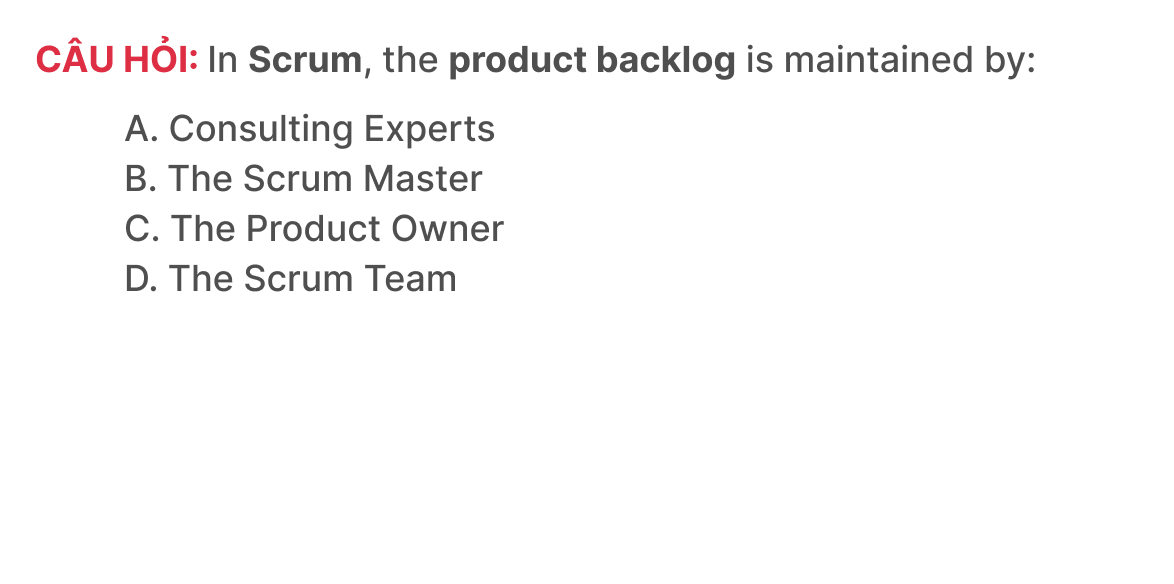 CÂU HỎI: In Scrum, the product backlog is maintained by:
A. Consulting Experts
B. The Scrum Master
C. The Product Owner
D. The Scrum Team